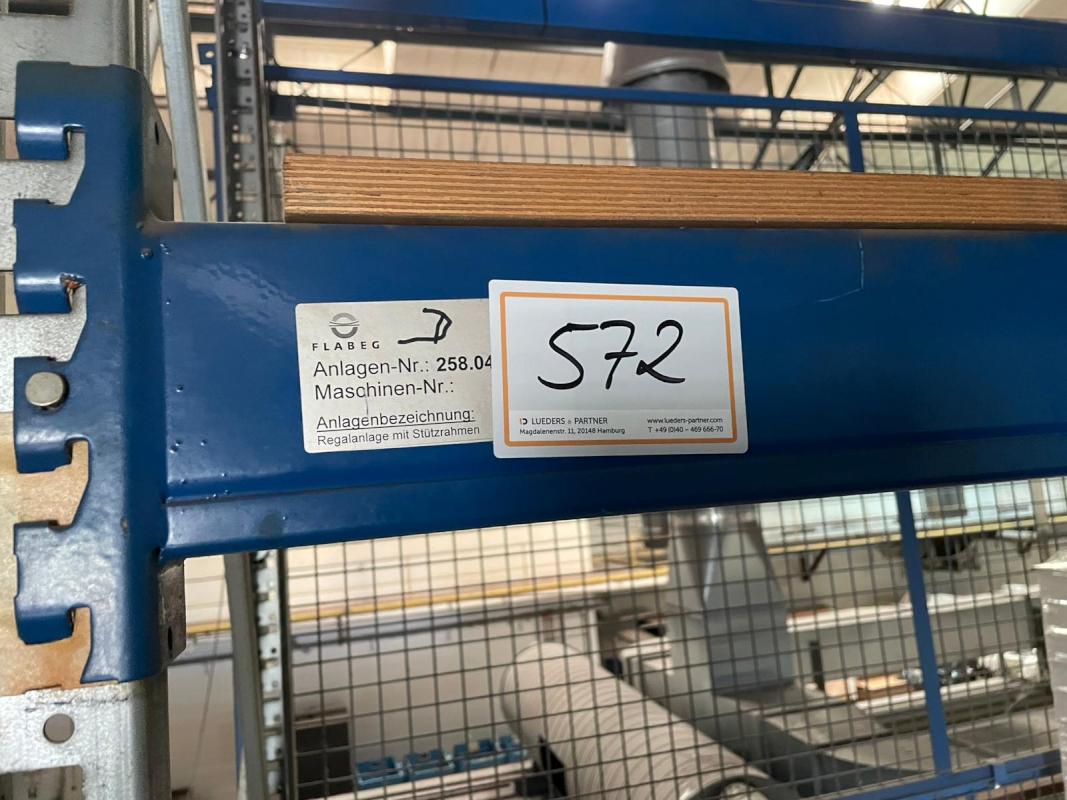 FLABEG
D
Anlagen-Nr.: 258.04
Maschinen-Nr.:
Anlagenbezeichnung:
Regalanlage mit Stützrahmen
572
LUEDERS & PARTNER
Magdalenenstr. 11, 20148 Hamburg
www.lueders-partner.com
T +49 (0)40 – 469 666-70